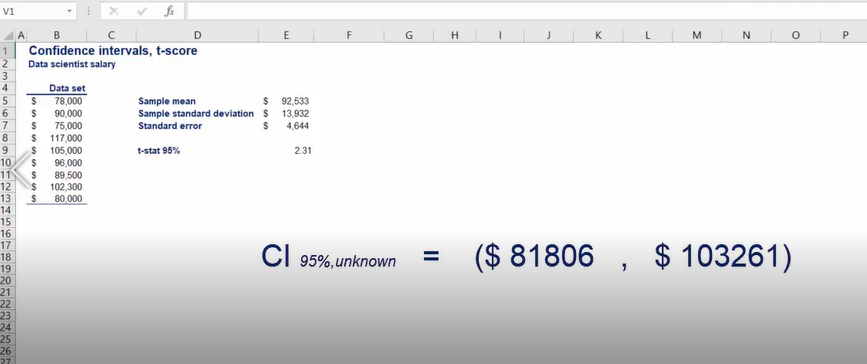 V1 fx
A B C D E F G H I J K L M N O P
1 Confidence intervals, t-score
2 Data scientist salary
3
4 Data set
5 $ 78,000 Sample mean $ 92,533
6 $ 90,000 Sample standard deviation $ 13,932
7 $ 75,000 Standard error $ 4,644
8 $ 117,000
9 $ 105,000 t-stat 95% 2.31
10 $ 96,000
11 $ 89,500
12 $ 102,300
13 $ 80,000
14
15
16
17
18 CI 95%,unknown = ($ 81806 , $ 103261)
19
20
21
22
23
24
25
26
27